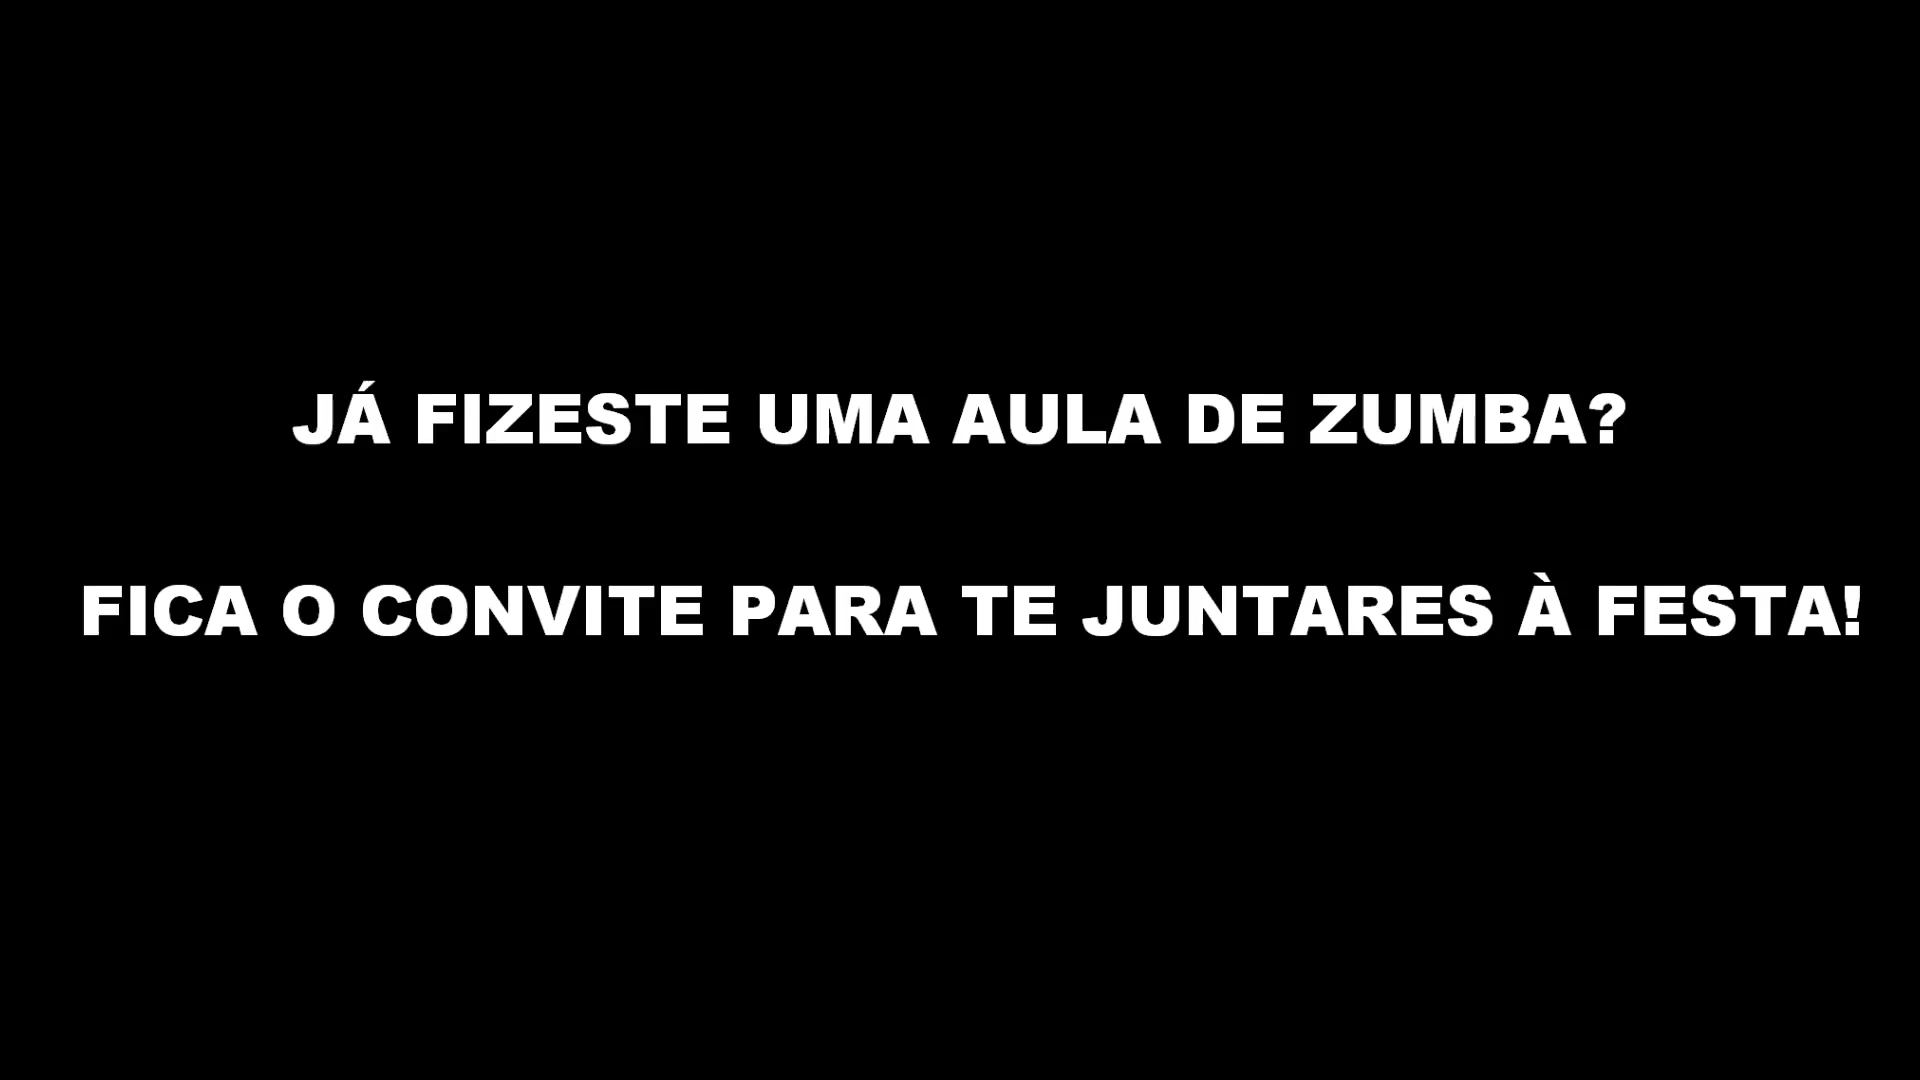 JÁ FIZESTE UMA AULA DE ZUMBA?
FICA O CONVITE PARA TE JUNTARES À FESTA!